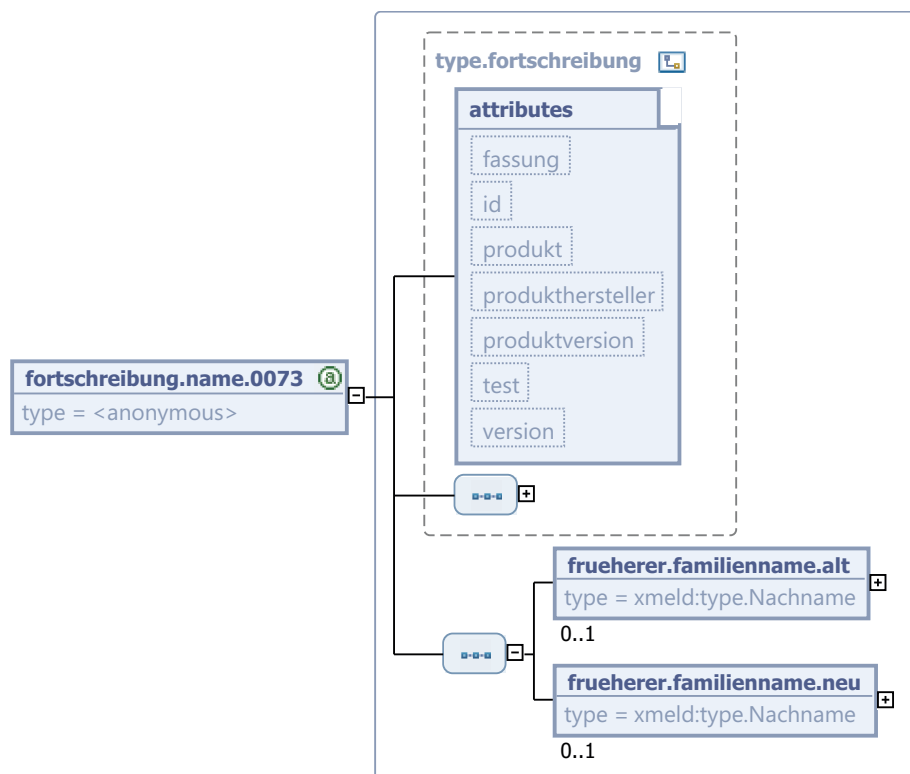 type.fortschreibung
attributes
fassung
id
produkt
produkthersteller
produktversion
test
version
fortschreibung.name.0073 a
type = <anonymous>
frueherer.familienname.alt
type = xmeld:type.Nachname
0..1
frueherer.familienname.neu
type = xmeld:type.Nachname
0..1